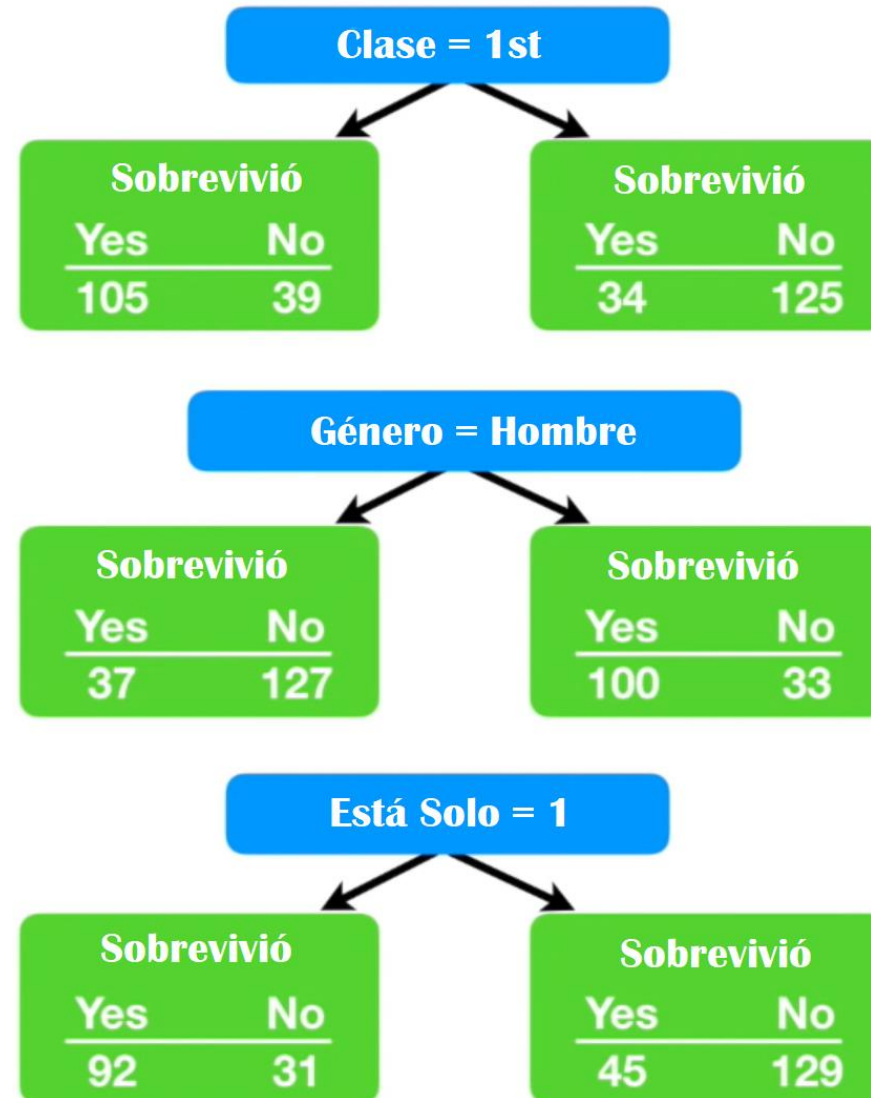 Clase = 1st
Sobrevivió Sobrevivió
Yes No Yes No
105 39 34 125
Género = Hombre
Sobrevivió Sobrevivió
Yes No Yes No
37 127 100 33
Está Solo = 1
Sobrevivió Sobrevivió
Yes No Yes No
92 31 45 129